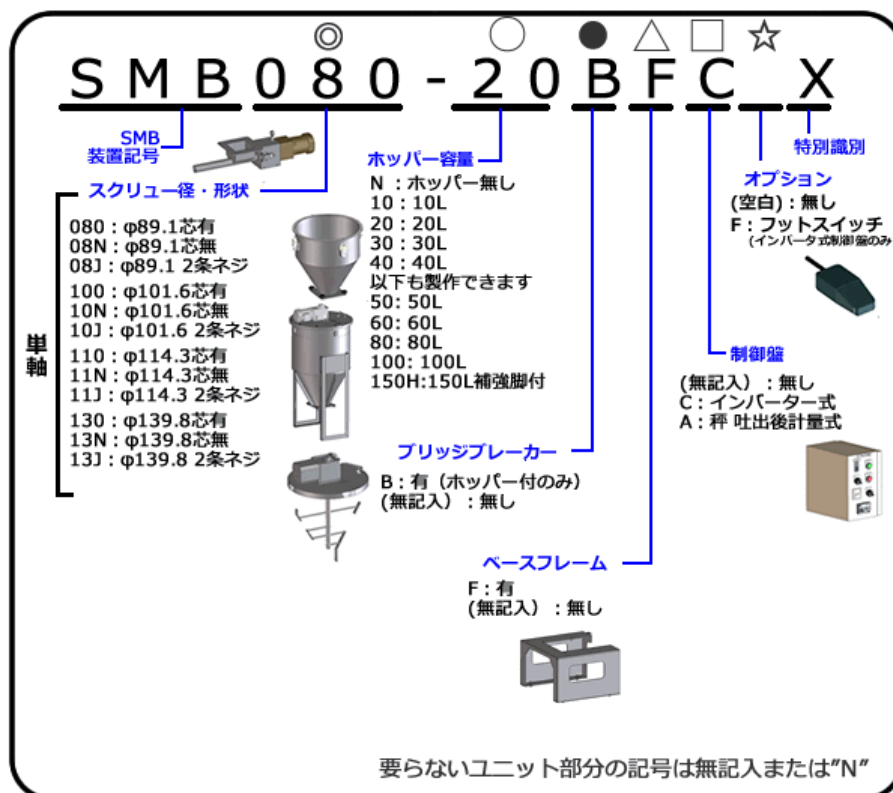 ◎ ○ ● △ □ ☆
SMB080-20BFC X
SMB
装置記号
スクリュー径・形状
単軸
080：φ89.1芯有
08N：φ89.1芯無
08J：φ89.1 2条ネジ
100：φ101.6芯有
10N：φ101.6芯無
10J：φ101.6 2条ネジ
110：φ114.3芯有
11N：φ114.3芯無
11J：φ114.3 2条ネジ
130：φ139.8芯有
13N：φ139.8芯無
13J：φ139.8 2条ネジ
ホッパー容量
N ：ホッパー無し
10：10L
20：20L
30：30L
40：40L
以下も製作できます
50: 50L
60: 60L
80: 80L
100: 100L
150H:150L補強脚付
ブリッジブレーカー
B：有（ホッパー付のみ）
(無記入）：無し
ベースフレーム
F：有
(無記入）：無し
制御盤
(無記入）：無し
C：インバーター式
A：秤 吐出後計量式
オプション
(空白)：無し
F：フットスイッチ
(インバータ式制御盤のみ
特別識別
要らないユニット部分の記号は無記入または"N"